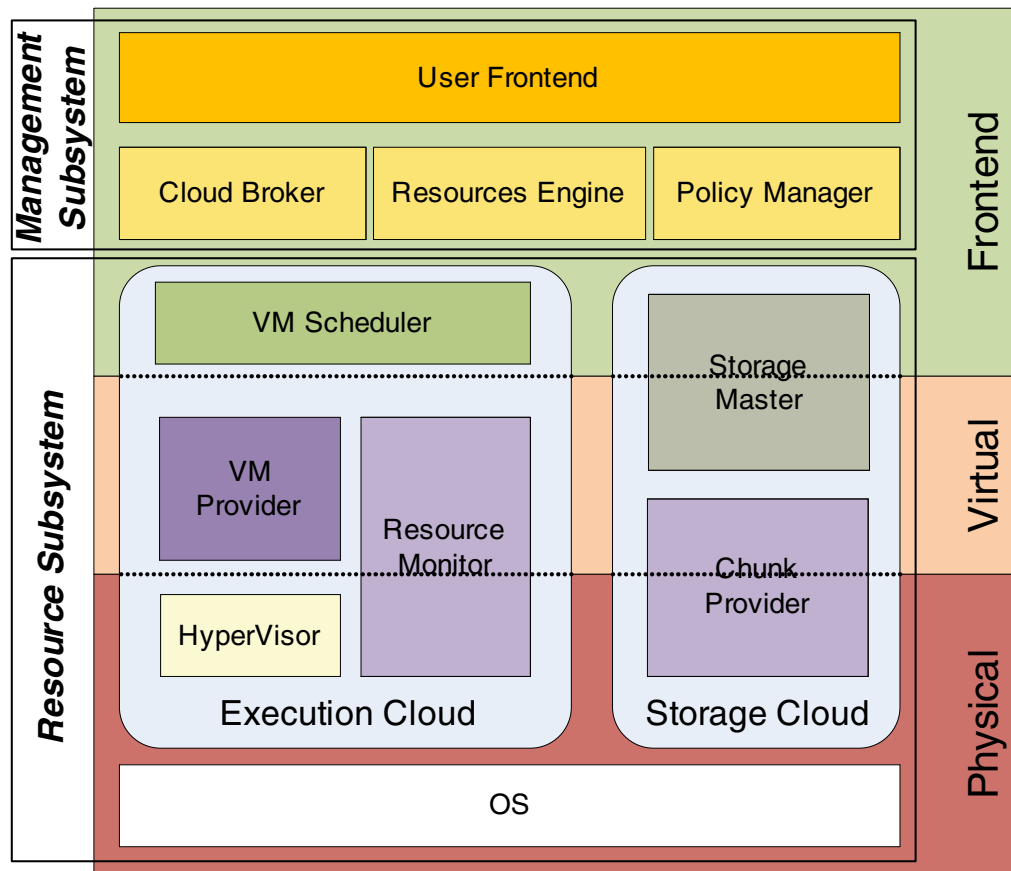 Management
Subsystem
User Frontend
Cloud Broker
Resources Engine
Policy Manager
Frontend
Resource Subsystem
VM Scheduler
Storage
Master
VM
Provider
Resource
Monitor
Virtual
Chunk
Provider
HyperVisor
Execution Cloud
Storage Cloud
Physical
OS